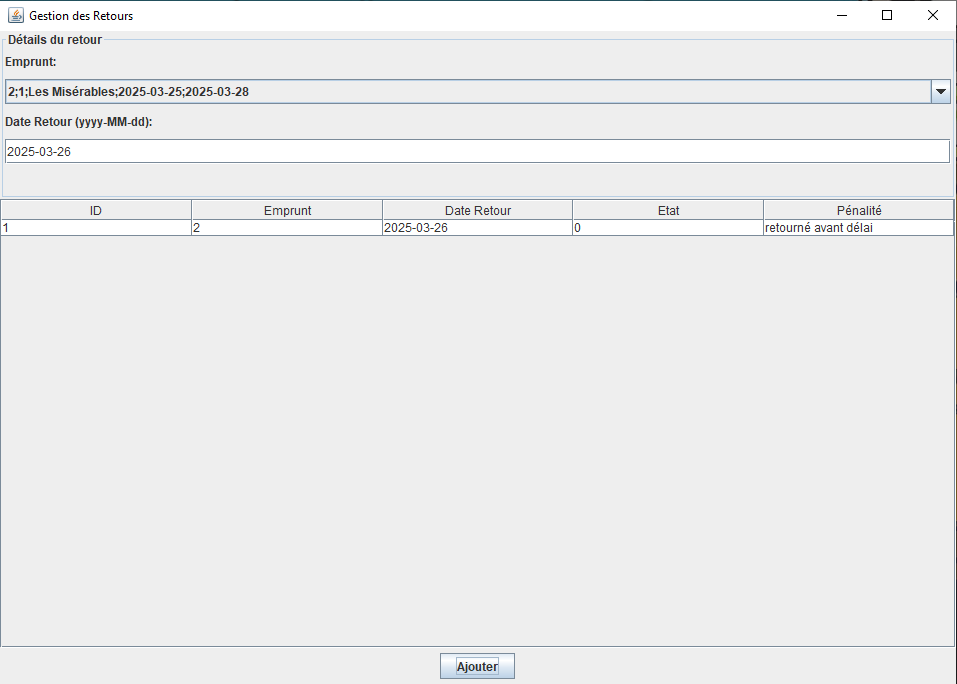 Gestion des Retours
Détails du retour
Emprunt:
2;1;Les Misérables;2025-03-25;2025-03-28
Date Retour (yyyy-MM-dd):
2025-03-26
ID Emprunt Date Retour Etat Pénalité
1 2 2025-03-26 0 retourné avant délai
Ajouter